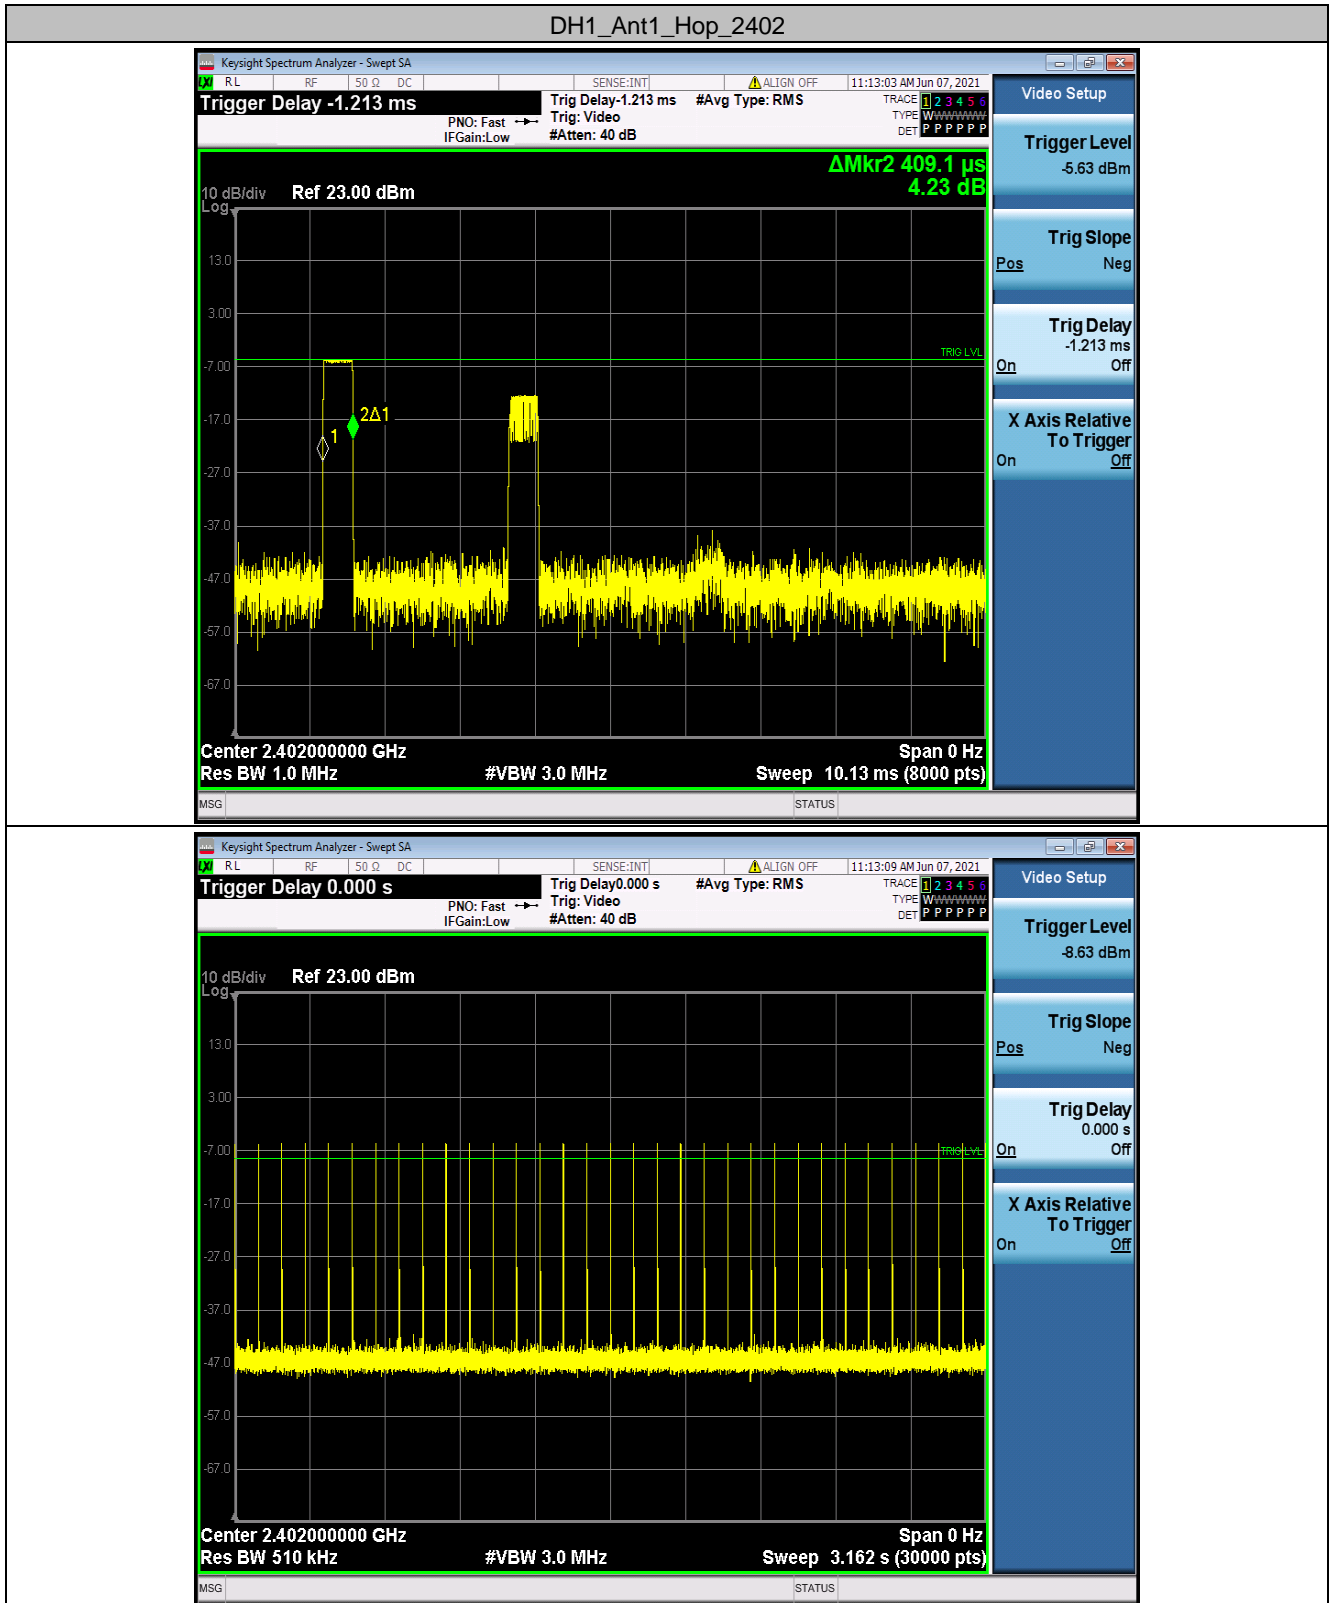 DH1_Ant1_Hop_2402
Keysight Spectrum Analyzer - Swept SA
LXI RL RF 50 Ω DC SENSE:INT ALIGN OFF 11:13:03 AM Jun 07, 2021
Trigger Delay -1.213 ms
PNO: Fast
IFGain:Low
Trig Delay-1.213 ms
Trig: Video
#Atten: 40 dB
#Avg Type: RMS
TRACE 1 2 3 4 5 6
TYPE WWWWWW
DET P P P P P P
ΔMkr2 409.1 µs
4.23 dB
10 dB/div Ref 23.00 dBm
Log
13.0
3.00
-7.00
-17.0
-27.0
-37.0
-47.0
-57.0
-67.0
TRIG LVL
2Δ1
1
Center 2.402000000 GHz Span 0 Hz
Res BW 1.0 MHz #VBW 3.0 MHz Sweep 10.13 ms (8000 pts)
MSG STATUS
Video Setup
Trigger Level
-5.63 dBm
Trig Slope
Pos Neg
Trig Delay
-1.213 ms
On Off
X Axis Relative
To Trigger
On Off
Keysight Spectrum Analyzer - Swept SA
LXI RL RF 50 Ω DC SENSE:INT ALIGN OFF 11:13:09 AM Jun 07, 2021
Trigger Delay 0.000 s
PNO: Fast
IFGain:Low
Trig Delay0.000 s
Trig: Video
#Atten: 40 dB
#Avg Type: RMS
TRACE 1 2 3 4 5 6
TYPE WWWWWW
DET P P P P P P
10 dB/div Ref 23.00 dBm
Log
13.0
3.00
-7.00
-17.0
-27.0
-37.0
-47.0
-57.0
-67.0
TRIG LVL
Center 2.402000000 GHz Span 0 Hz
Res BW 510 kHz #VBW 3.0 MHz Sweep 3.162 s (30000 pts)
MSG STATUS
Video Setup
Trigger Level
-8.63 dBm
Trig Slope
Pos Neg
Trig Delay
0.000 s
On Off
X Axis Relative
To Trigger
On Off